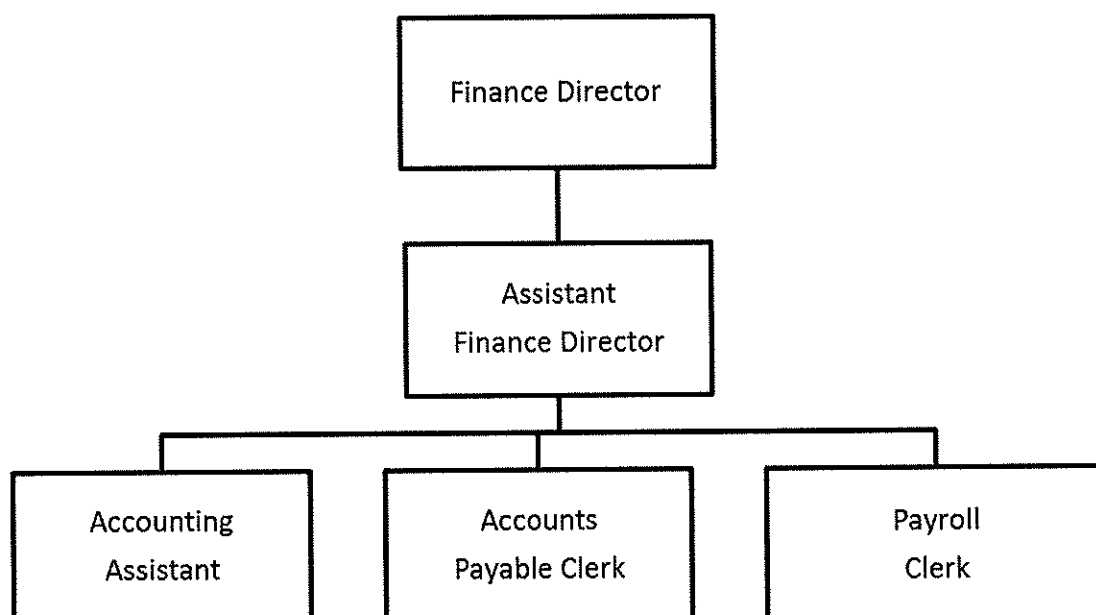 Finance Director
Assistant
Finance Director
Accounting
Assistant
Accounts
Payable Clerk
Payroll
Clerk